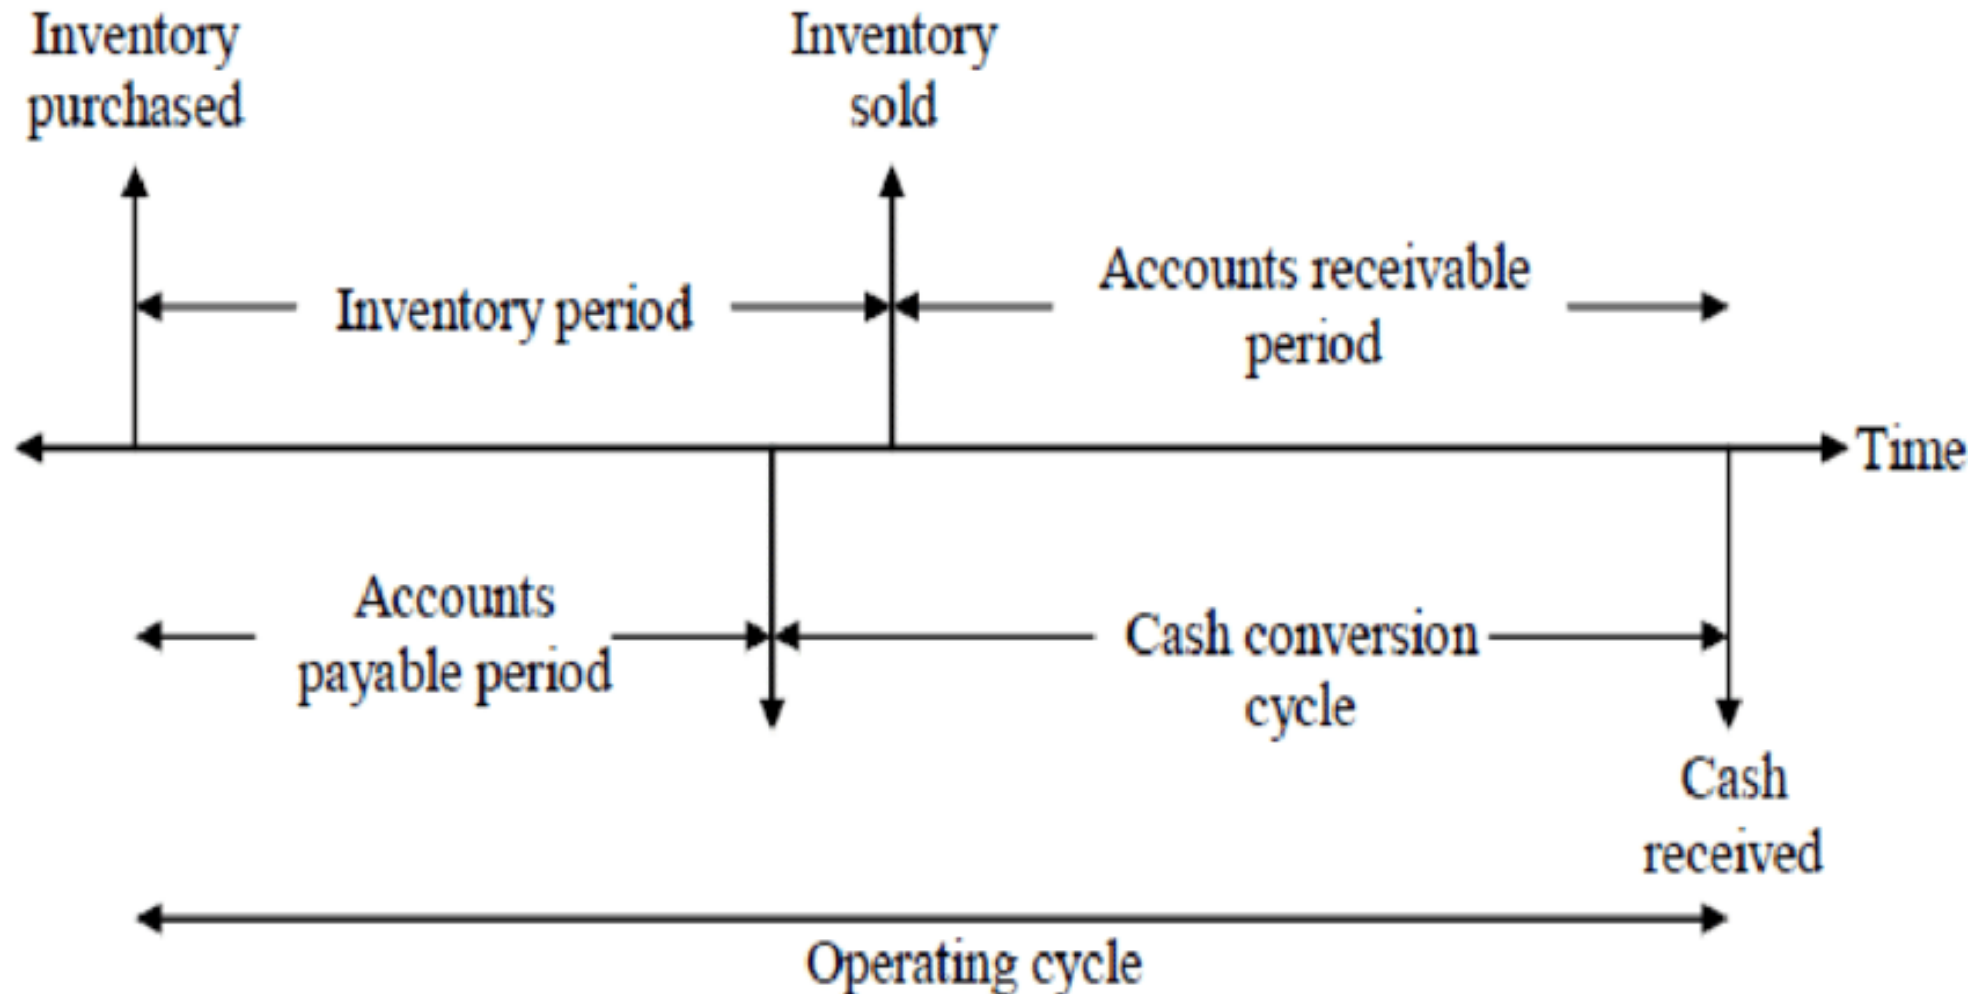 Inventory
purchased
Inventory
sold
Inventory period
Accounts receivable
period
Time
Accounts
payable period
Cash conversion
cycle
Cash
received
Operating cycle